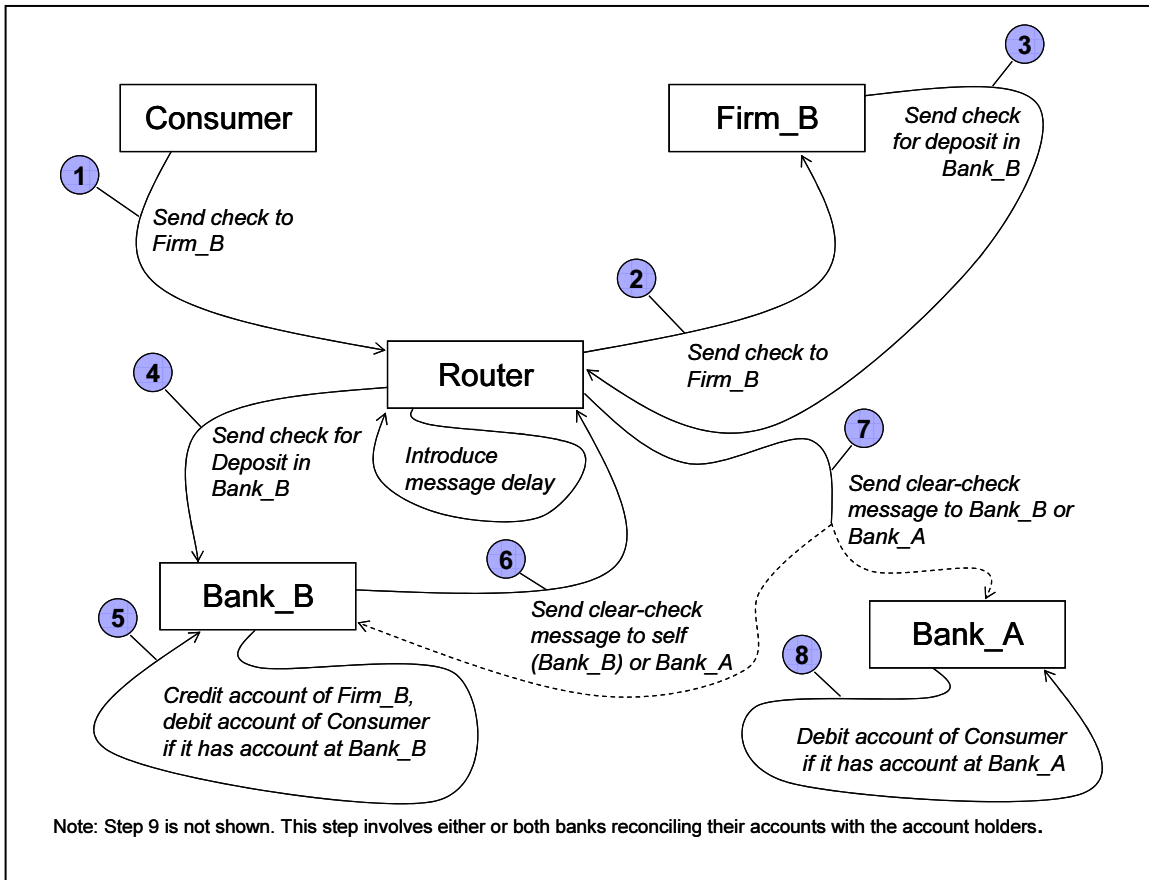 3
Consumer
Firm_B
Send check
for deposit in
Bank_B
1
Send check to
Firm_B
2
Send check to
Firm_B
Router
4
Send check for
Deposit in
Bank_B
Introduce
message delay
7
Send clear-check
message to Bank_B or
Bank_A
6
Bank_B
Send clear-check
message to self
(Bank_B) or Bank_A
Bank_A
5
8
Credit account of Firm_B,
debit account of Consumer
if it has account at Bank_B
Debit account of Consumer
if it has account at Bank_A
Note: Step 9 is not shown. This step involves either or both banks reconciling their accounts with the account holders.